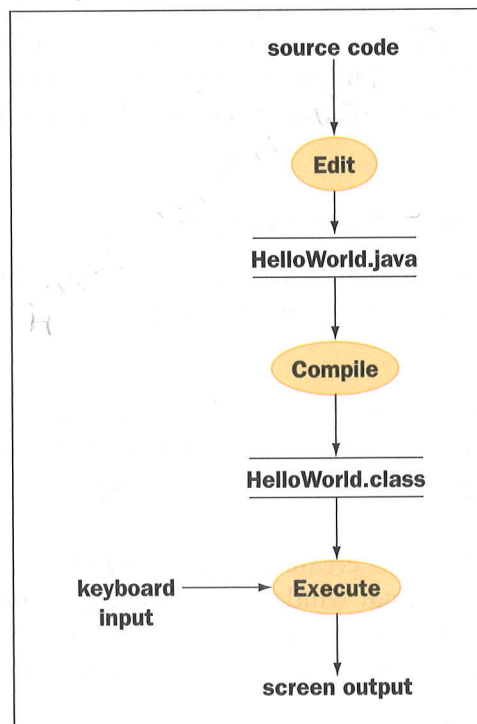 source code
Edit
HelloWorld.java
Compile
HelloWorld.class
keyboard
input
Execute
screen output